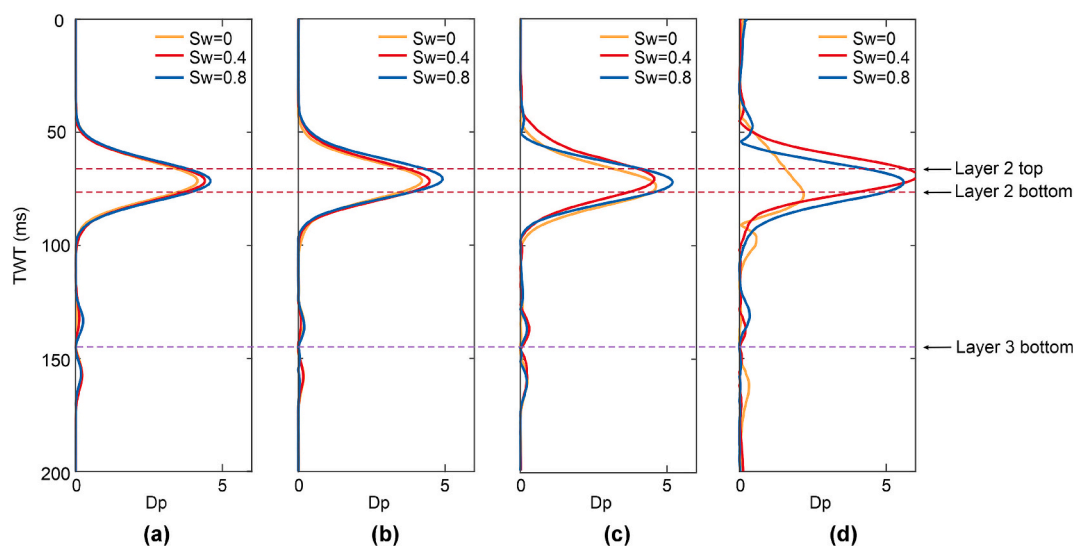 0
50
100
150
200
TWT (ms)
Sw=0
Sw=0.4
Sw=0.8
0 5
Dp
(a)
Sw=0
Sw=0.4
Sw=0.8
0 5
Dp
(b)
Sw=0
Sw=0.4
Sw=0.8
0 5
Dp
(c)
Sw=0
Sw=0.4
Sw=0.8
0 5
Dp
(d)
Layer 2 top
Layer 2 bottom
Layer 3 bottom